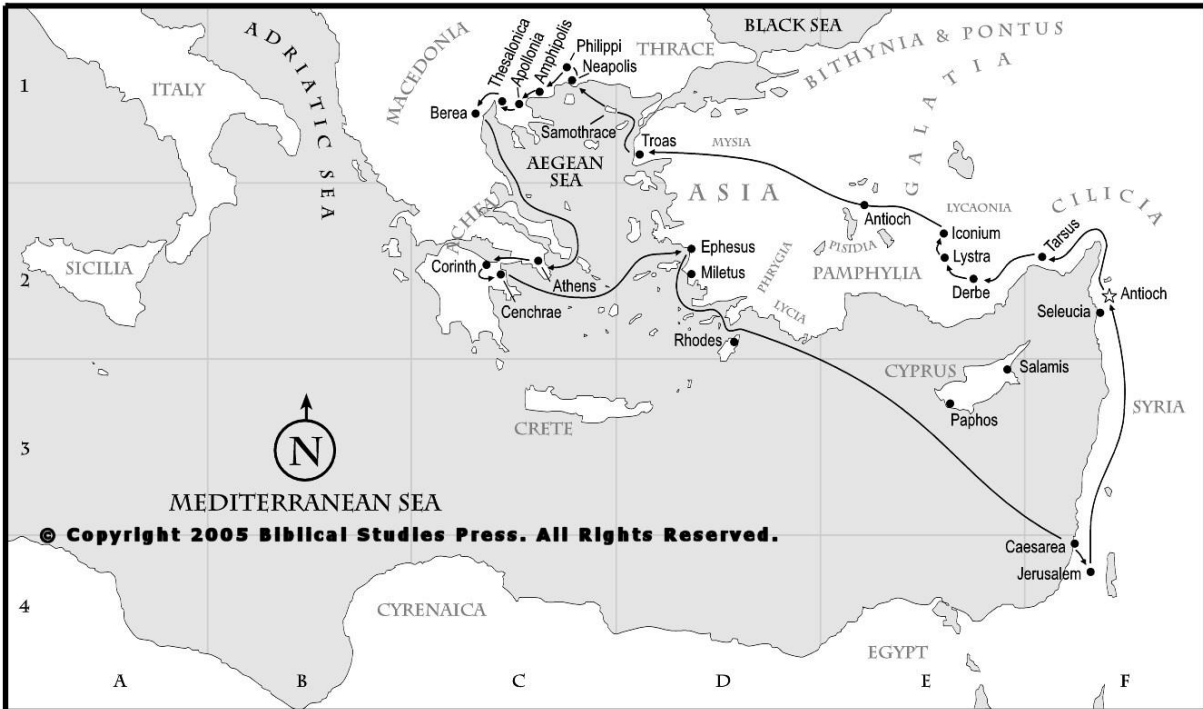 BLACK SEA
ADRIATIC SEA
MACEDONIA
Thesalonica
Apollonia
Amphipolis
Philippi
Neapolis
THRACE
BITHYNIA & PONTUS
GALATIA
1
ITALY
Berea
Samothrace
Troas
MYSIA
AEGEAN
SEA
ASIA
Antioch
LYCAONIA
CILICIA
ACHEU
Iconium
Tarsus
Ephesus
PISIDIA
Lystra
SICILIA
Corinth
Miletus
PHRYGIA
PAMPHYLIA
2
Athens
Derbe
Antioch
Cenchrae
LYCIA
Seleucia
Rhodes
CYPRUS
Salamis
CRETE
Paphos
SYRIA
3
N
MEDITERRANEAN SEA
© Copyright 2005 Biblical Studies Press. All Rights Reserved.
Caesarea
Jerusalem
4
CYRENAICA
EGYPT
A B C D E F